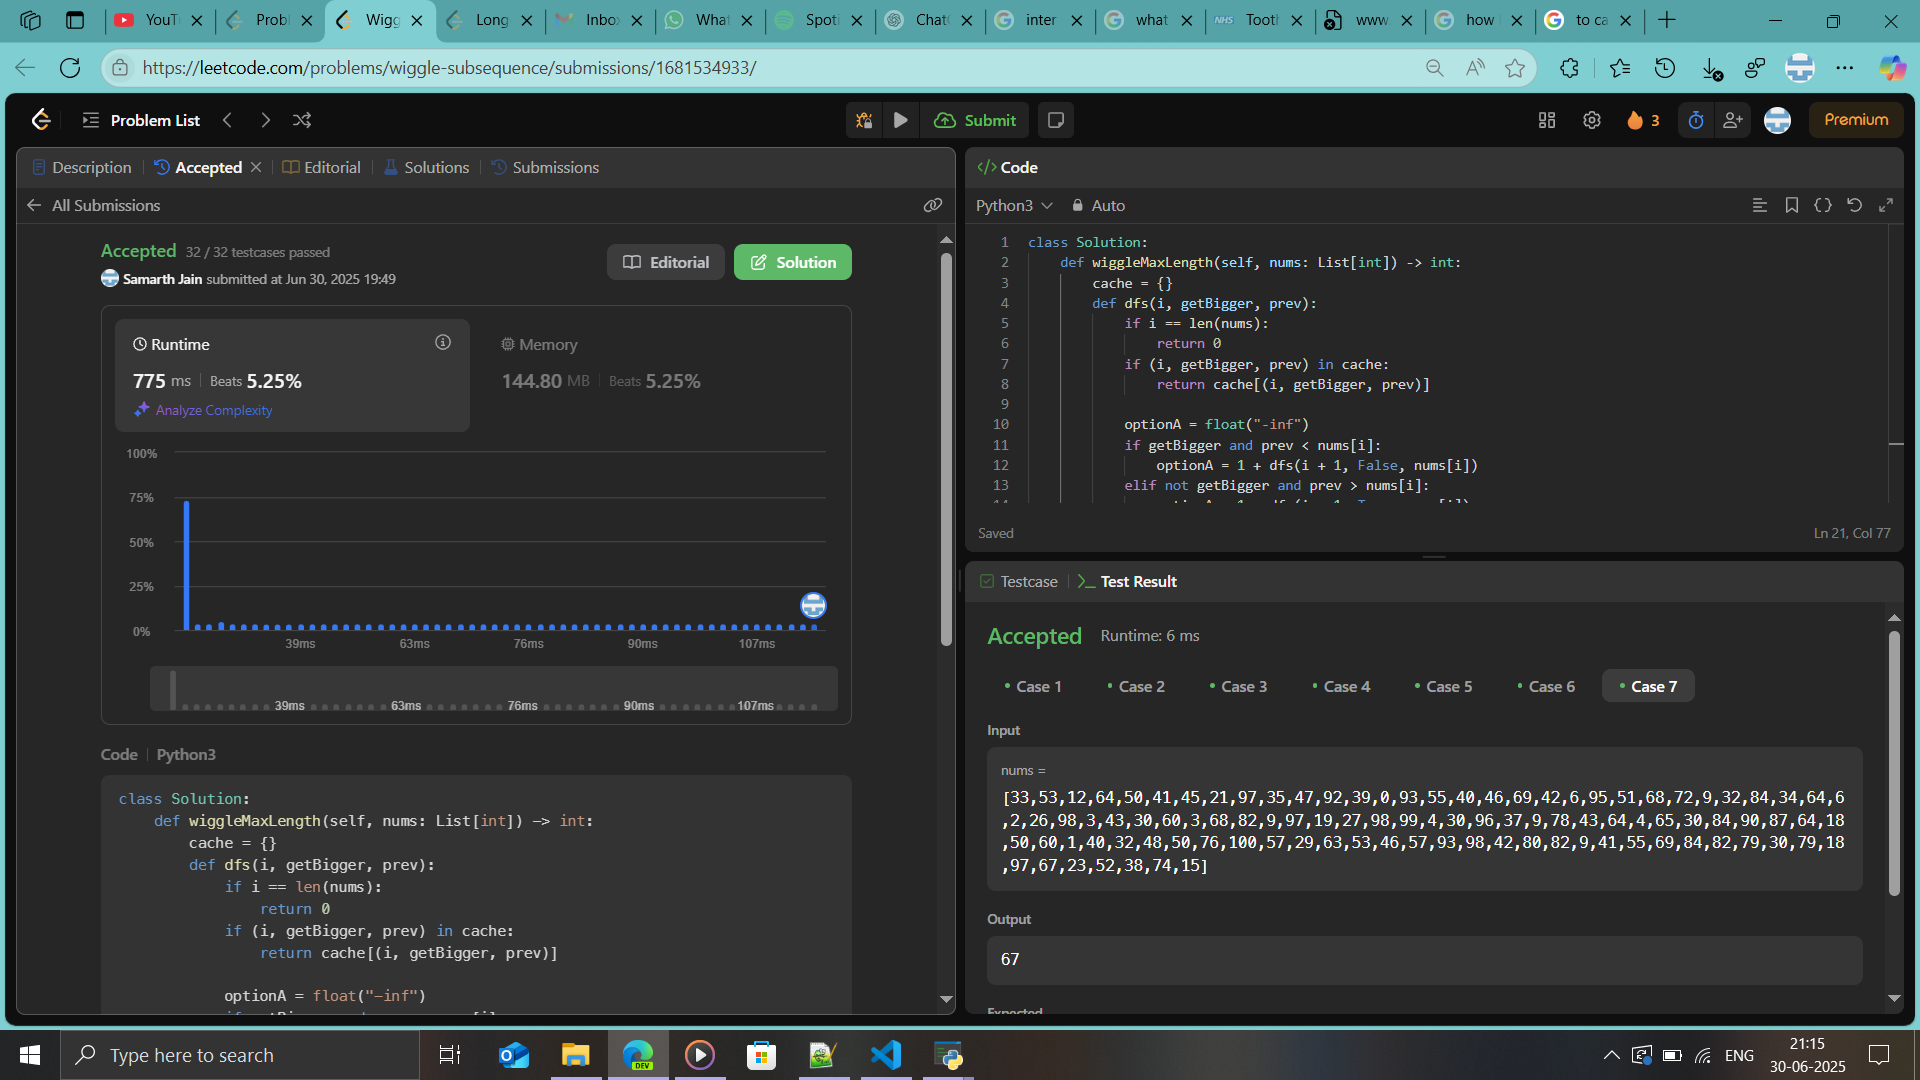 YouT
Probl
Wigg
Long
Inbox
What
Spoti
ChatC
inter
what
NHS Tooth
www.
how
to ca
https://leetcode.com/problems/wiggle-subsequence/submissions/1681534933/
Problem List
Submit
3
Premium
Description
Accepted
Editorial
Solutions
Submissions
All Submissions
Accepted 32 / 32 testcases passed
Samarth Jain submitted at Jun 30, 2025 19:49
Editorial
Solution
Runtime
775 ms Beats 5.25%
Analyze Complexity
Memory
144.80 MB Beats 5.25%
100%
75%
50%
25%
0%
39ms 63ms 76ms 90ms 107ms
39ms 63ms 76ms 90ms 107ms
Code Python3
class Solution:
def wiggleMaxLength(self, nums: List[int]) -> int:
cache = {}
def dfs(i, getBigger, prev):
if i == len(nums):
return 0
if (i, getBigger, prev) in cache:
return cache[(i, getBigger, prev)]
optionA = float("-inf")
</> Code
Python3
Auto
1 class Solution:
2 def wiggleMaxLength(self, nums: List[int]) -> int:
3 cache = {}
4 def dfs(i, getBigger, prev):
5 if i == len(nums):
6 return 0
7 if (i, getBigger, prev) in cache:
8 return cache[(i, getBigger, prev)]
9
10 optionA = float("-inf")
11 if getBigger and prev < nums[i]:
12 optionA = 1 + dfs(i + 1, False, nums[i])
13 elif not getBigger and prev > nums[i]:
Saved
Ln 21, Col 77
Testcase
Test Result
Accepted Runtime: 6 ms
Case 1
Case 2
Case 3
Case 4
Case 5
Case 6
Case 7
Input
nums =
[33,53,12,64,50,41,45,21,97,35,47,92,39,0,93,55,40,46,69,42,6,95,51,68,72,9,32,84,34,64,6
,2,26,98,3,43,30,60,3,68,82,9,97,19,27,98,99,4,30,96,37,9,78,43,64,4,65,30,84,90,87,64,18
,50,60,1,40,32,48,50,76,100,57,29,63,53,46,57,93,98,42,80,82,9,41,55,69,84,82,79,30,79,18
,97,67,23,52,38,74,15]
Output
67
Expected
Type here to search
DEV
ENG
21:15
30-06-2025